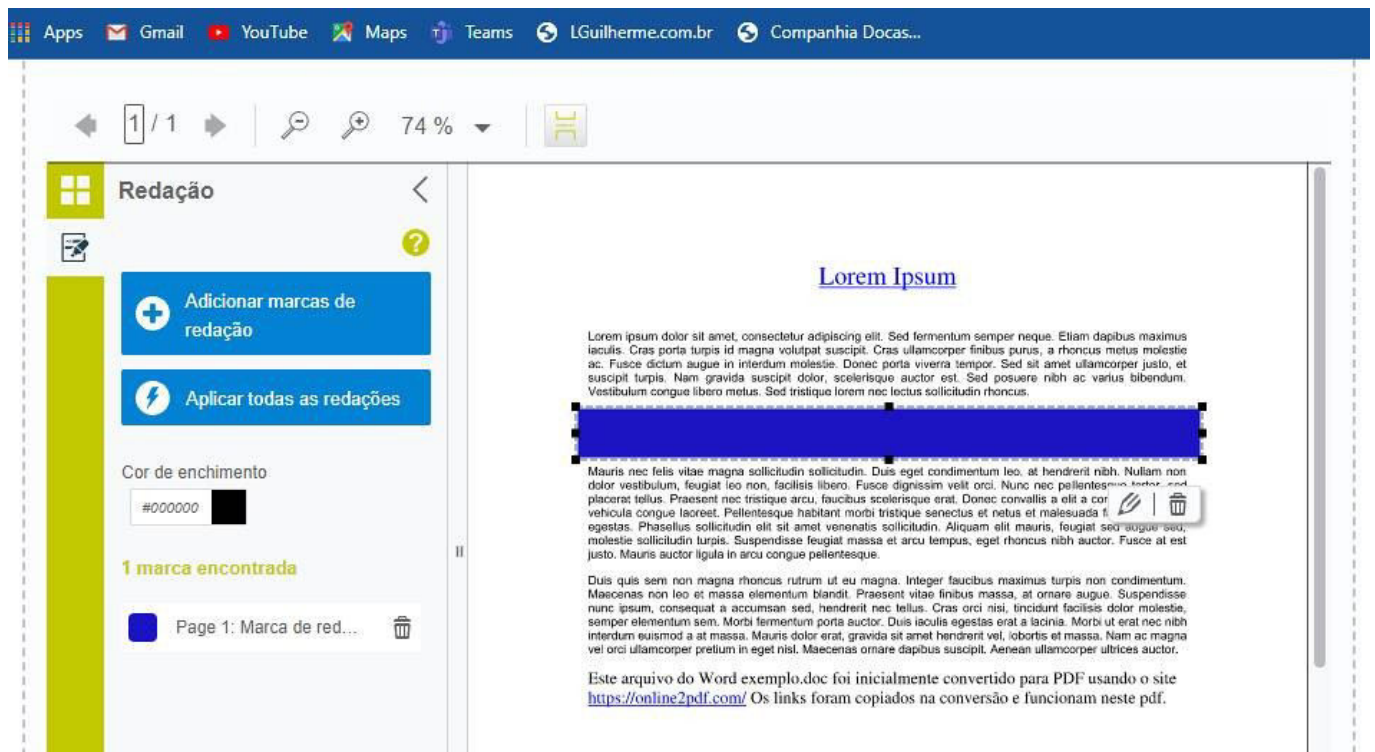 Apps Gmail YouTube Maps Teams LGuilherme.com.br Companhia Docas...
1 / 1 74 %
Redação
Adicionar marcas de
redação
Aplicar todas as redações
Cor de enchimento
#000000
1 marca encontrada
Page 1: Marca de red...
Lorem Ipsum
Lorem ipsum dolor sit amet, consectetur adipiscing elit. Sed fermentum semper neque. Etiam dapibus maximus
iaculis. Cras porta turpis id magna volutpat suscipit. Cras ullamcorper finibus purus, a rhoncus metus molestie
ac. Fusce dictum augue in interdum molestie. Donec porta viverra tempor. Sed sit amet ullamcorper justo, et
suscipit turpis. Nam gravida suscipit dolor, scelerisque auctor est. Sed posuere nibh ac varius bibendum.
Vestibulum congue libero metus. Sed tristique lorem nec lectus sollicitudin rhoncus.
Mauris nec felis vitae magna sollicitudin sollicitudin. Duis eget condimentum leo, at hendrerit nibh. Nullam non
dolor vestibulum, feugiat leo non, facilisis libero. Fusce dignissim velit orci. Nunc nec pellentesque tortor, sed
placerat tellus. Praesent nec tristique arcu, faucibus scelerisque erat. Donec convallis a elit a
vehicula congue laoreet. Pellentesque habitant morbi tristique senectus et netus et malesuada
egestas. Phasellus sollicitudin elit sit amet venenatis sollicitudin. Aliquam elit mauris, feugiat sed augue sed,
molestie sollicitudin turpis. Suspendisse feugiat massa et arcu tempus, eget rhoncus nibh auctor. Fusce at est
justo. Mauris auctor ligula in arcu congue pellentesque.
Duis quis sem non magna rhoncus rutrum ut eu magna. Integer faucibus maximus turpis non condimentum.
Maecenas non leo et massa elementum blandit. Praesent vitae finibus massa, at ornare augue. Suspendisse
nunc ipsum, consequat a accumsan sed, hendrerit nec tellus. Cras orci nisi, tincidunt facilisis dolor molestie,
semper elementum sem. Morbi fermentum porta auctor. Duis iaculis egestas erat a lacinia. Morbi ut erat nec nibh
interdum euismod a at massa. Mauris dolor erat, gravida sit amet hendrerit vel, lobortis et massa. Nam ac magna
vel orci ullamcorper pretium in eget nisl. Maecenas ornare dapibus suscipit. Aenean ullamcorper ultrices auctor.
Este arquivo do Word exemplo.doc foi inicialmente convertido para PDF usando o site
https://online2pdf.com/ Os links foram copiados na conversão e funcionam neste pdf.